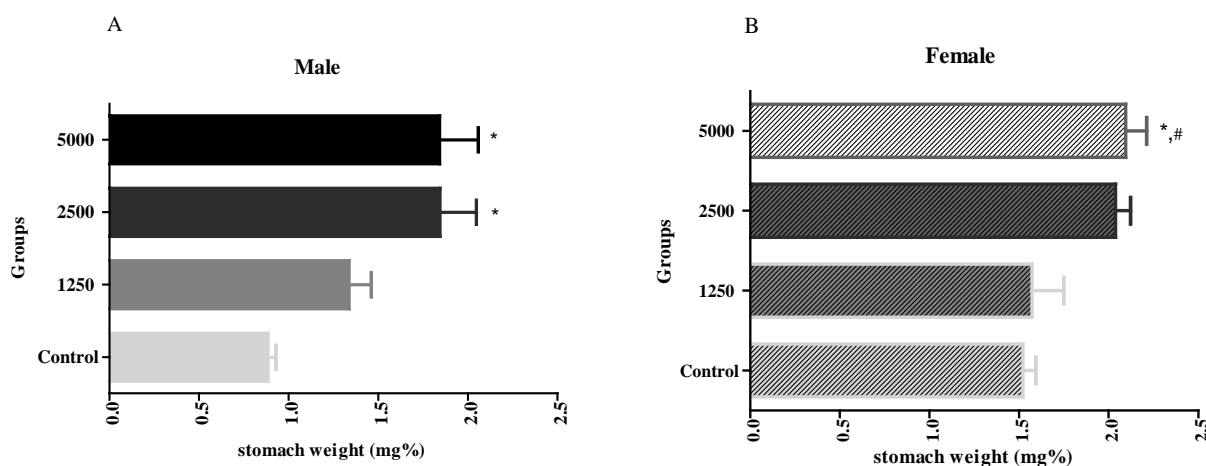 A
Male
Groups
5000
*
2500
*
1250
Control
0.0
0.5
1.0
1.5
2.0
2.5
stomach weight (mg%)
B
Female
Groups
5000
*,#
2500
1250
Control
0.0
0.5
1.0
1.5
2.0
2.5
stomach weight (mg%)